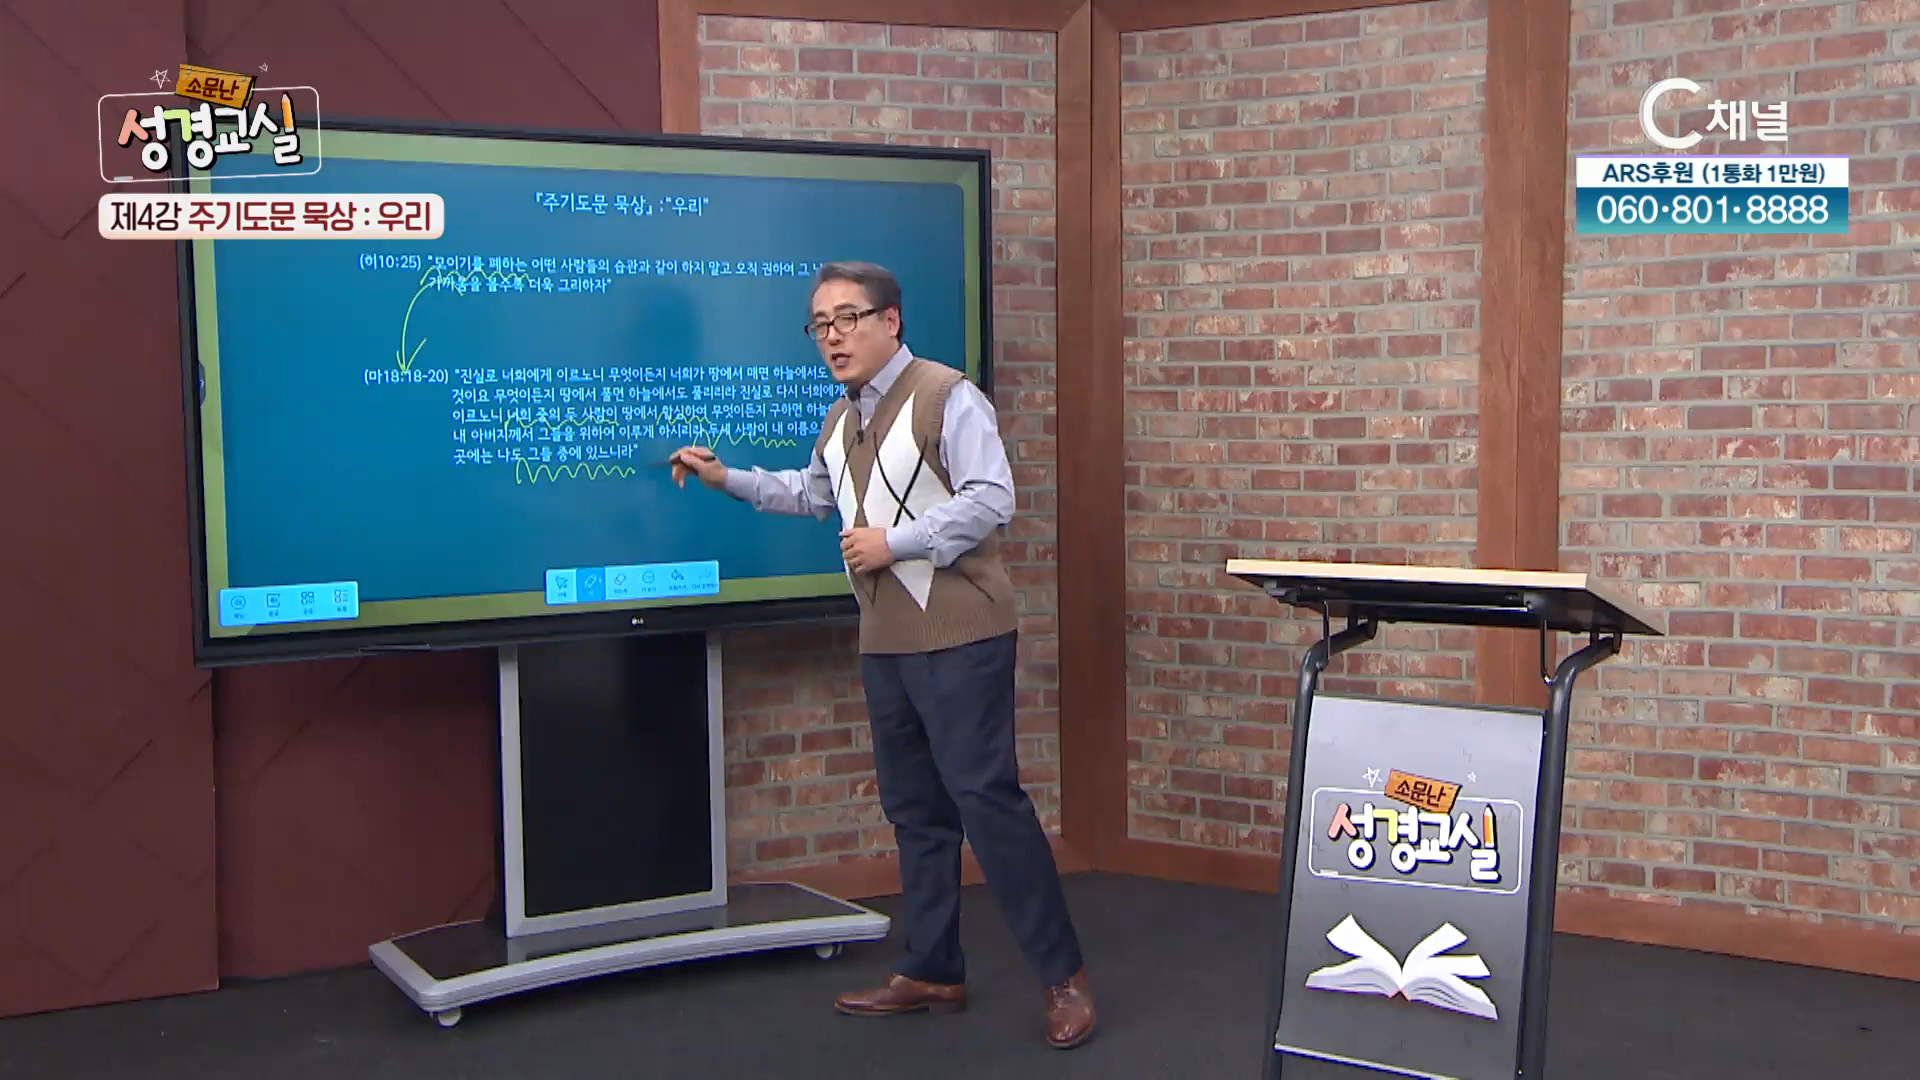 소문난
성경교실
제4강 주기도문 묵상 : 우리
C채널
ARS후원 (1통화 1만원)
060·801·8888
『주기도문 묵상』 : "우리"
(히10:25) "모이기를 폐하는 어떤 사람들의 습관과 같이 하지 말고 오직 권하여 그
가까움을 볼수록 더욱 그리하자"
(마18:18-20) "진실로 너희에게 이르노니 무엇이든지 너희가 땅에서 매면 하늘에서도
것이요 무엇이든지 땅에서 풀면 하늘에서도 풀리리라 진실로 다시 너희에게
이르노니 너희 중의 두 사람이 땅에서 합심하여 무엇이든지 구하면
내 아버지께서 그들을 위하여 이루게 하시리라 두세 사람이 내 이름으로
곳에는 나도 그들 중에 있느니라"
LG
소문난
성경교실